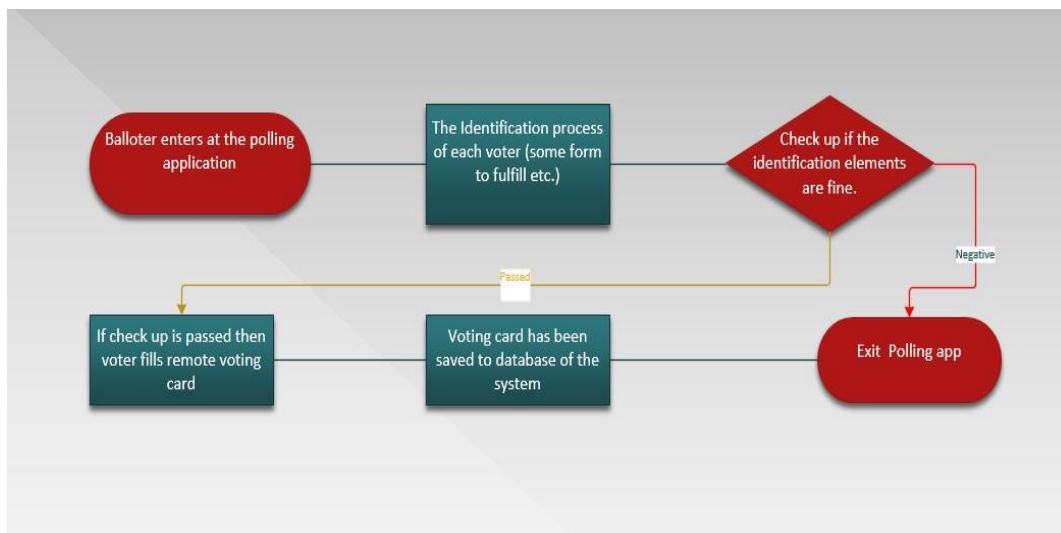 Balloter enters at the polling
application
The Identification process
of each voter (some form
to fulfill etc.)
Check up if the
identification elements
are fine.
Negative
Passed
If check up is passed then
voter fills remote voting
card
Voting card has been
saved to database of the
system
Exit Polling app